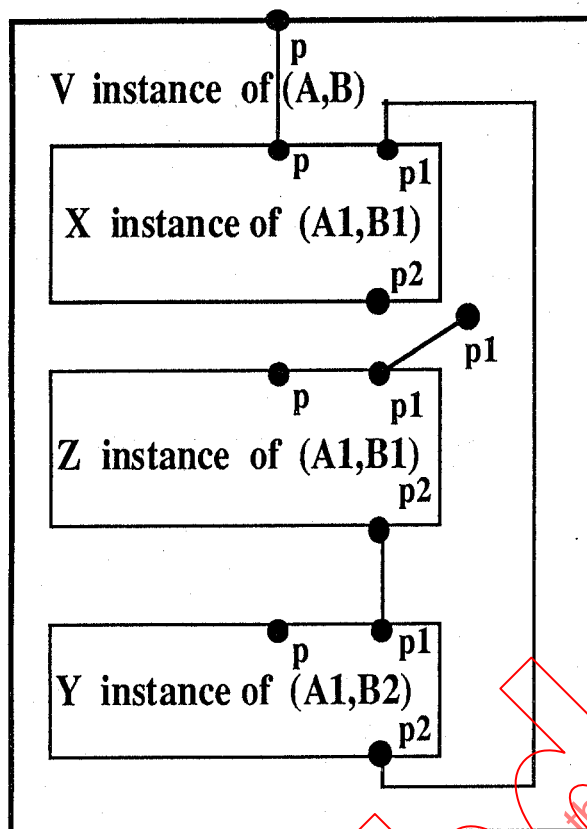 p
V instance of (A,B)
p
p1
X instance of (A1,B1)
p2
p1
p
p1
Z instance of (A1,B1)
p2
p
p1
Y instance of (A1,B2)
p2